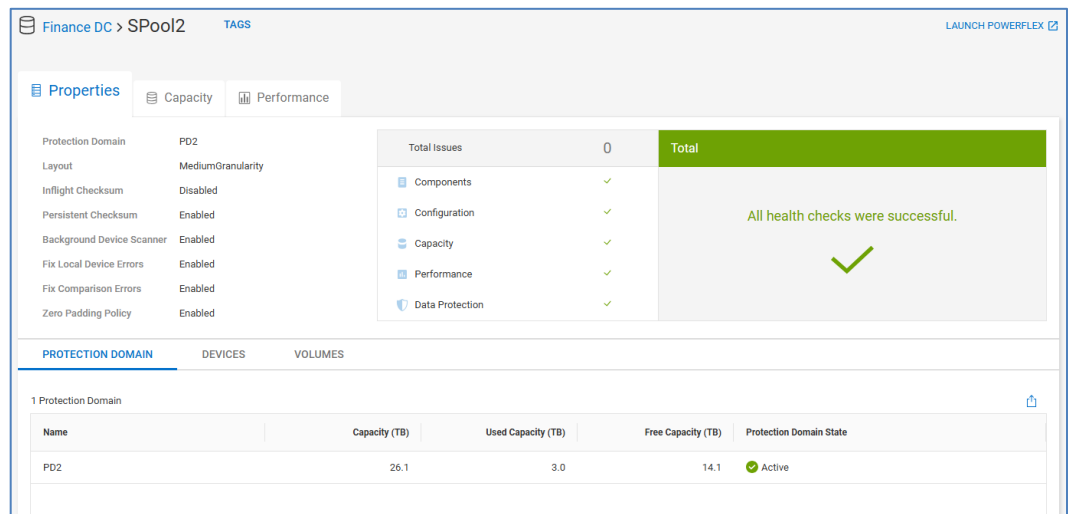 Finance DC > SPool2 TAGS LAUNCH POWERFLEX
Properties Capacity Performance
Protection Domain PD2
Layout MediumGranularity
Inflight Checksum Disabled
Persistent Checksum Enabled
Background Device Scanner Enabled
Fix Local Device Errors Enabled
Fix Comparison Errors Enabled
Zero Padding Policy Enabled
Total Issues 0
Components
Configuration
Capacity
Performance
Data Protection
Total
All health checks were successful.
PROTECTION DOMAIN DEVICES VOLUMES
1 Protection Domain
Name Capacity (TB) Used Capacity (TB) Free Capacity (TB) Protection Domain State
PD2 26.1 3.0 14.1 Active